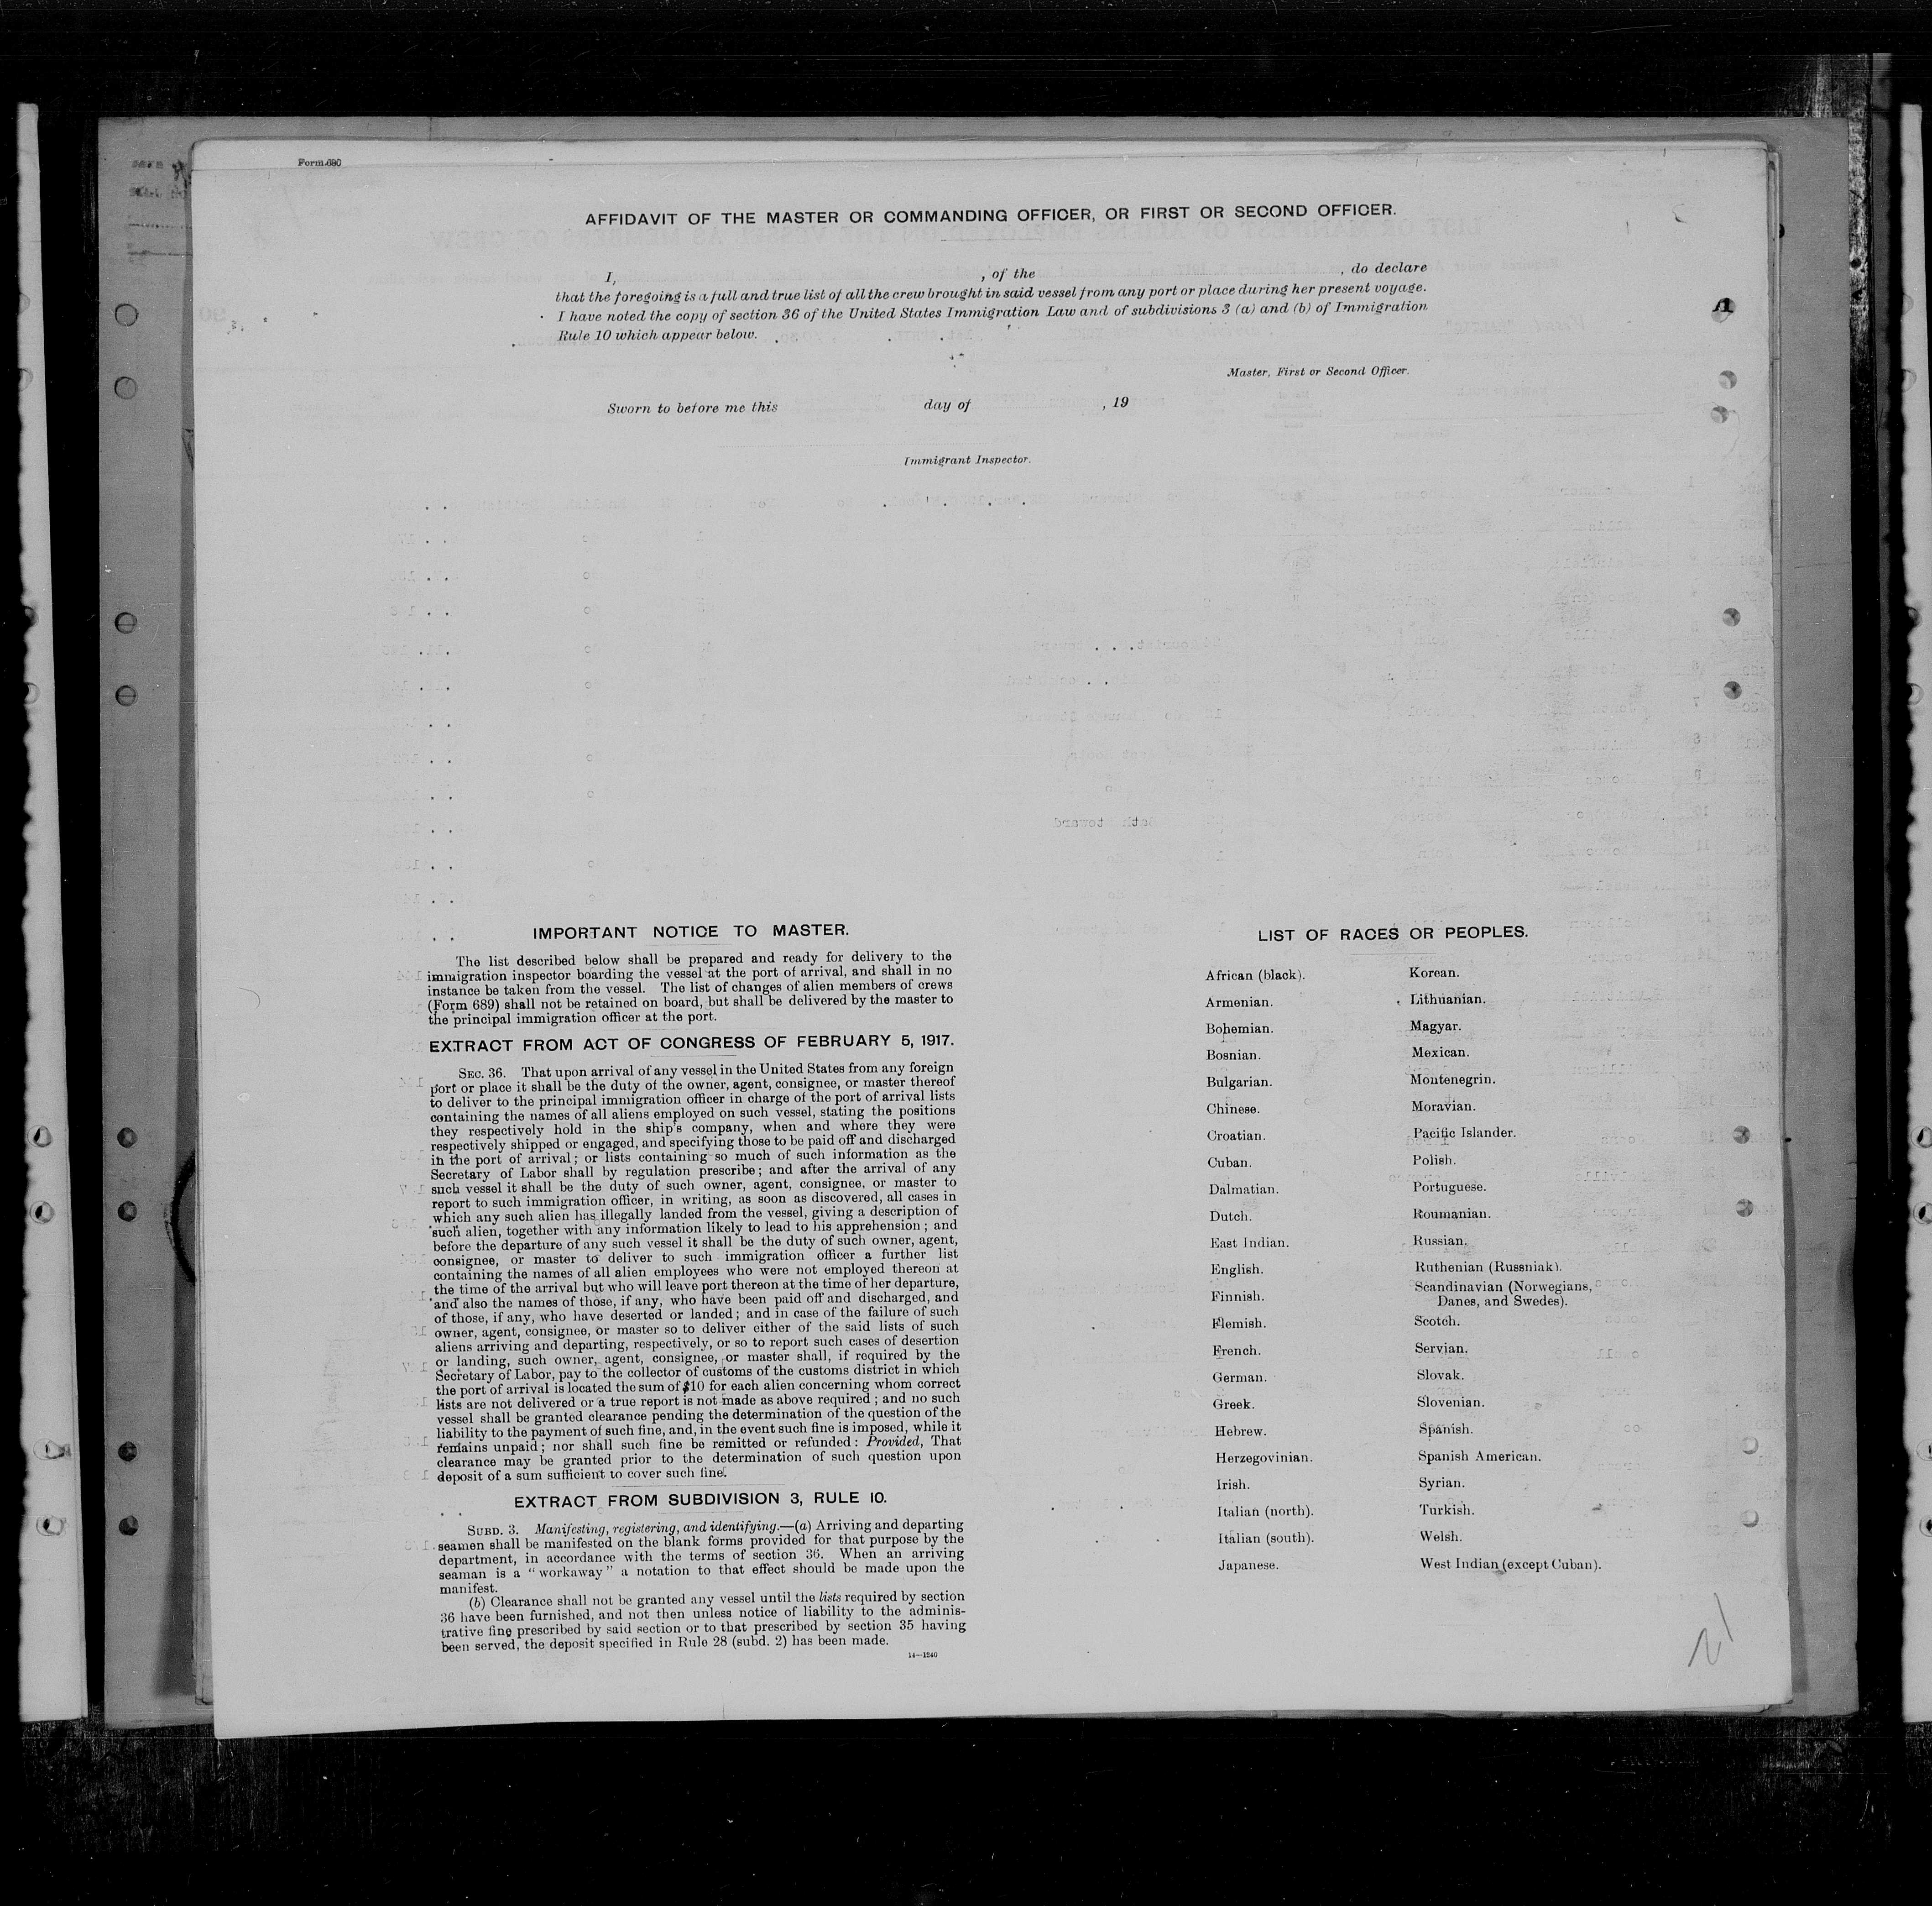 Form 680
AFFIDAVIT OF THE MASTER OR COMMANDING OFFICER, OR FIRST OR SECOND OFFICER.
I, , of the , do declare
that the foregoing is a full and true list of all the crew brought in said vessel from any port or place during her present voyage.
I have noted the copy of section 36 of the United States Immigration Law and of subdivisions 3 (a) and (b) of Immigration
Rule 10 which appear below.
Master, First or Second Officer.
Sworn to before me this day of , 19
Immigrant Inspector.
IMPORTANT NOTICE TO MASTER.
The list described below shall be prepared and ready for delivery to the
immigration inspector boarding the vessel at the port of arrival, and shall in no
instance be taken from the vessel. The list of changes of alien members of crews
(Form 689) shall not be retained on board, but shall be delivered by the master to
the principal immigration officer at the port.
EXTRACT FROM ACT OF CONGRESS OF FEBRUARY 5, 1917.
SEC. 36. That upon arrival of any vessel in the United States from any foreign
port or place it shall be the duty of the owner, agent, consignee, or master thereof
to deliver to the principal immigration officer in charge of the port of arrival lists
containing the names of all aliens employed on such vessel, stating the positions
they respectively hold in the ship's company, when and where they were
respectively shipped or engaged, and specifying those to be paid off and discharged
in the port of arrival; or lists containing so much of such information as the
Secretary of Labor shall by regulation prescribe; and after the arrival of any
such vessel it shall be the duty of such owner, agent, consignee, or master to
report to such immigration officer, in writing, as soon as discovered, all cases in
which any such alien has illegally landed from the vessel, giving a description of
such alien, together with any information likely to lead to his apprehension; and
before the departure of any such vessel it shall be the duty of such owner, agent,
consignee, or master to deliver to such immigration officer a further list
containing the names of all alien employees who were not employed thereon at
the time of the arrival but who will leave port thereon at the time of her departure,
and also the names of those, if any, who have been paid off and discharged, and
of those, if any, who have deserted or landed; and in case of the failure of such
owner, agent, consignee, or master so to deliver either of the said lists of such
aliens arriving and departing, respectively, or so to report such cases of desertion
or landing, such owner, agent, consignee, or master shall, if required by the
Secretary of Labor, pay to the collector of customs of the customs district in which
the port of arrival is located the sum of $10 for each alien concerning whom correct
lists are not delivered or a true report is not made as above required; and no such
vessel shall be granted clearance pending the determination of the question of the
liability to the payment of such fine, and, in the event such fine is imposed, while it
remains unpaid; nor shall such fine be remitted or refunded: Provided, That
clearance may be granted prior to the determination of such question upon
deposit of a sum sufficient to cover such fine.
EXTRACT FROM SUBDIVISION 3, RULE 10.
SUBD. 3. Manifesting, registering, and identifying.—(a) Arriving and departing
seamen shall be manifested on the blank forms provided for that purpose by the
department, in accordance with the terms of section 36. When an arriving
seaman is a "workaway" a notation to that effect should be made upon the
manifest.
(b) Clearance shall not be granted any vessel until the lists required by section
36 have been furnished, and not then unless notice of liability to the adminis-
trative fine prescribed by said section or to that prescribed by section 35 having
been served, the deposit specified in Rule 28 (subd. 2) has been made.
14—1240
LIST OF RACES OR PEOPLES.
African (black).
Armenian.
Bohemian.
Bosnian.
Bulgarian.
Chinese.
Croatian.
Cuban.
Dalmatian.
Dutch.
East Indian.
English.
Finnish.
Flemish.
French.
German.
Greek.
Hebrew.
Herzegovinian.
Irish.
Italian (north).
Italian (south).
Japanese.
Korean.
Lithuanian.
Magyar.
Mexican.
Montenegrin.
Moravian.
Pacific Islander.
Polish.
Portuguese.
Roumanian.
Russian.
Ruthenian (Russniak).
Scandinavian (Norwegians,
Danes, and Swedes).
Scotch.
Servian.
Slovak.
Slovenian.
Spanish.
Spanish American.
Syrian.
Turkish.
Welsh.
West Indian (except Cuban).